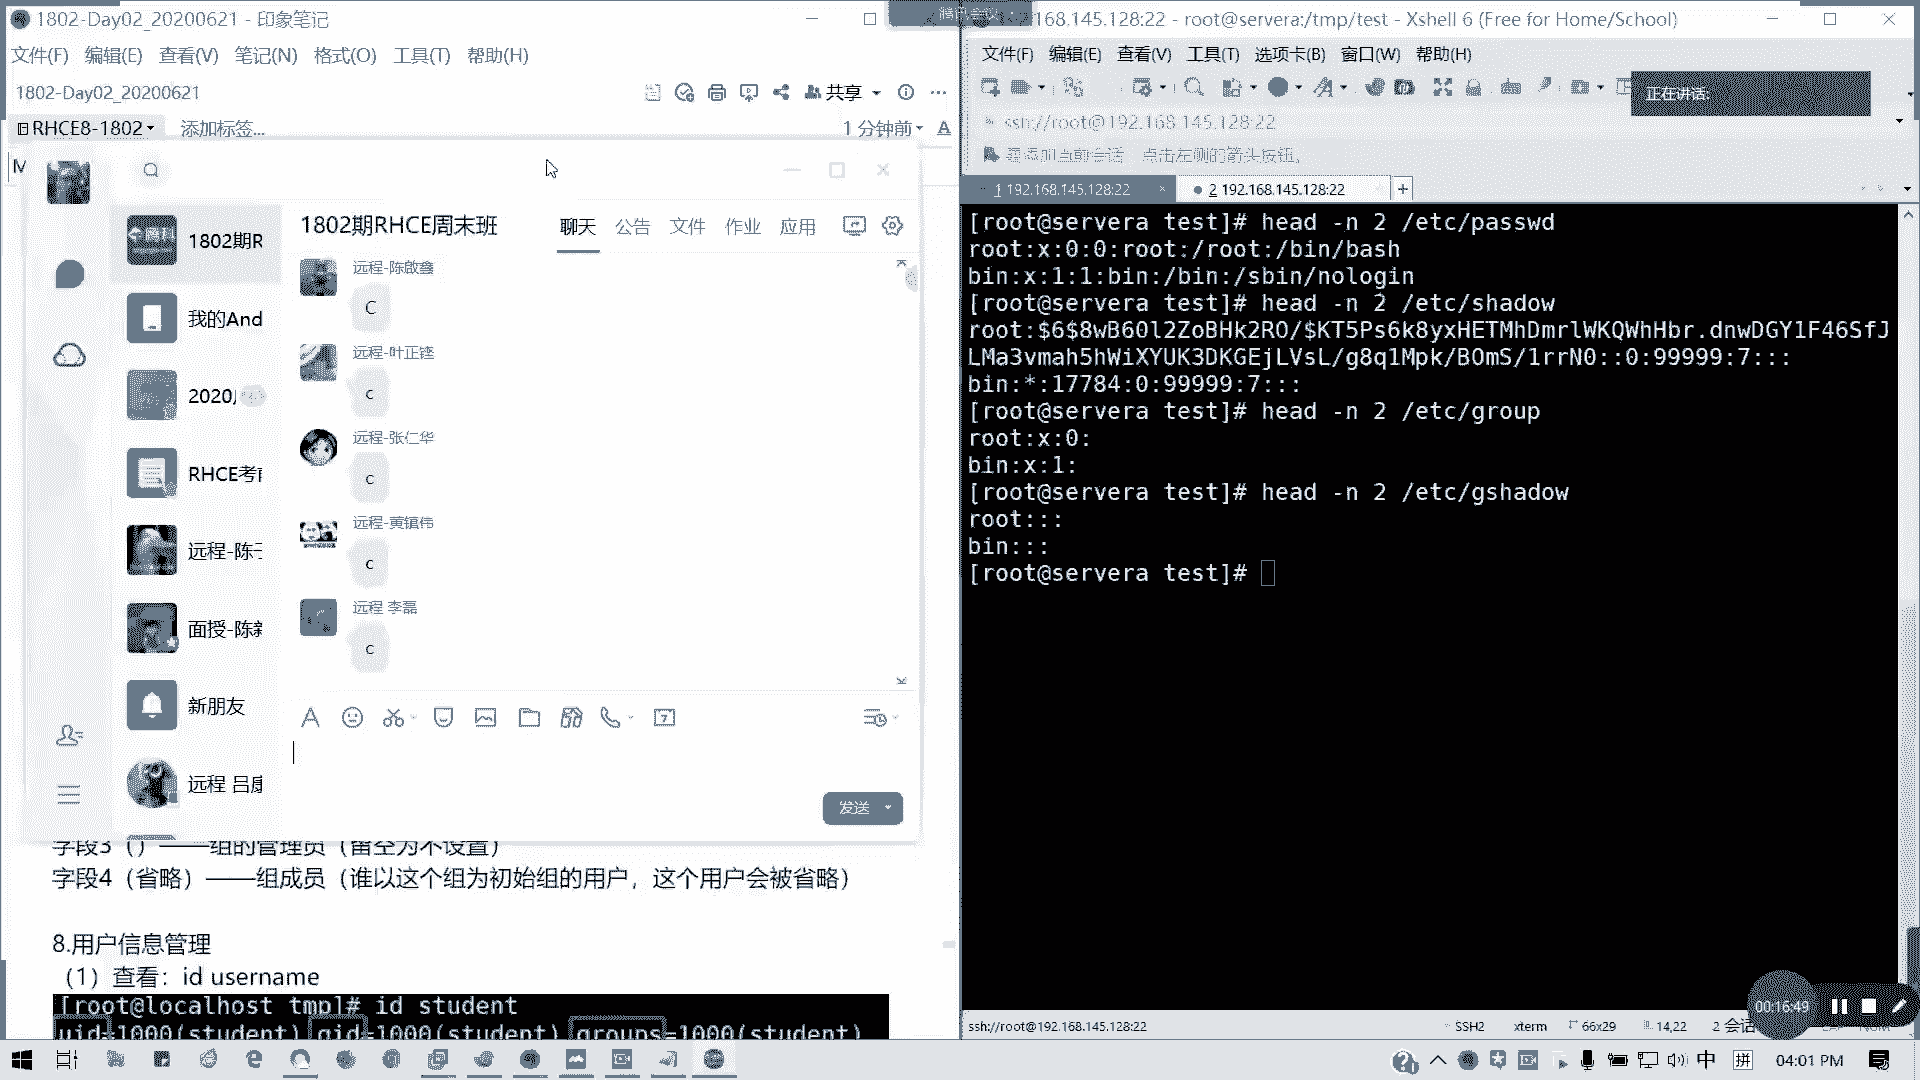 1802-Day02_20200621 - 印象笔记
文件(F) 编辑(E) 查看(V) 笔记(N) 格式(O) 工具(T) 帮助(H)
1802-Day02_20200621
共享
RHCE8-1802
添加标签...
1 分钟前
M
1802期R
我的And
2020
远程-陈
面授-陈新
新朋友
远程 吕
1802期RHCE周末班
聊天 公告 文件 作业 应用
远程-陈啟鑫
C
远程-叶正铿
c
远程-张仁华
c
远程-黄镇伟
c
远程 李磊
c
发送
字段3（）——组的管理员（留空为不设置）
字段4（省略）——组成员（谁以这个组为初始组的用户，这个用户会被省略）
8.用户信息管理
（1）查看：id username
[root@localhost tmp]# id student
uid=1000(student) gid=1000(student) groups=1000(student)
腾讯会议
168.145.128:22 - root@servera:/tmp/test - Xshell 6 (Free for Home/School)
文件(F) 编辑(E) 查看(V) 工具(T) 选项卡(B) 窗口(W) 帮助(H)
正在讲话:
ssh://root@192.168.145.128:22
要添加当前会话，点击左侧的箭头按钮。
1 192.168.145.128:22
2 192.168.145.128:22
[root@servera test]# head -n 2 /etc/passwd
root:x:0:0:root:/root:/bin/bash
bin:x:1:1:bin:/bin:/sbin/nologin
[root@servera test]# head -n 2 /etc/shadow
root:$6$8wB60l2ZoBHk2RO/$KT5Ps6k8yxHETMhDmrlWKQWhHbr.dnwDGY1F46SfJ
LMa3vmah5hWiXYUK3DKGEjLVsL/g8q1Mpk/BOmS/1rrN0::0:99999:7:::
bin:*:17784:0:99999:7:::
[root@servera test]# head -n 2 /etc/group
root:x:0:
bin:x:1:
[root@servera test]# head -n 2 /etc/gshadow
root:::
bin:::
[root@servera test]#
00:16:49
ssh://root@192.168.145.128:22
SSH2
xterm
66x29
14,22
2 会话
中
拼
04:01 PM